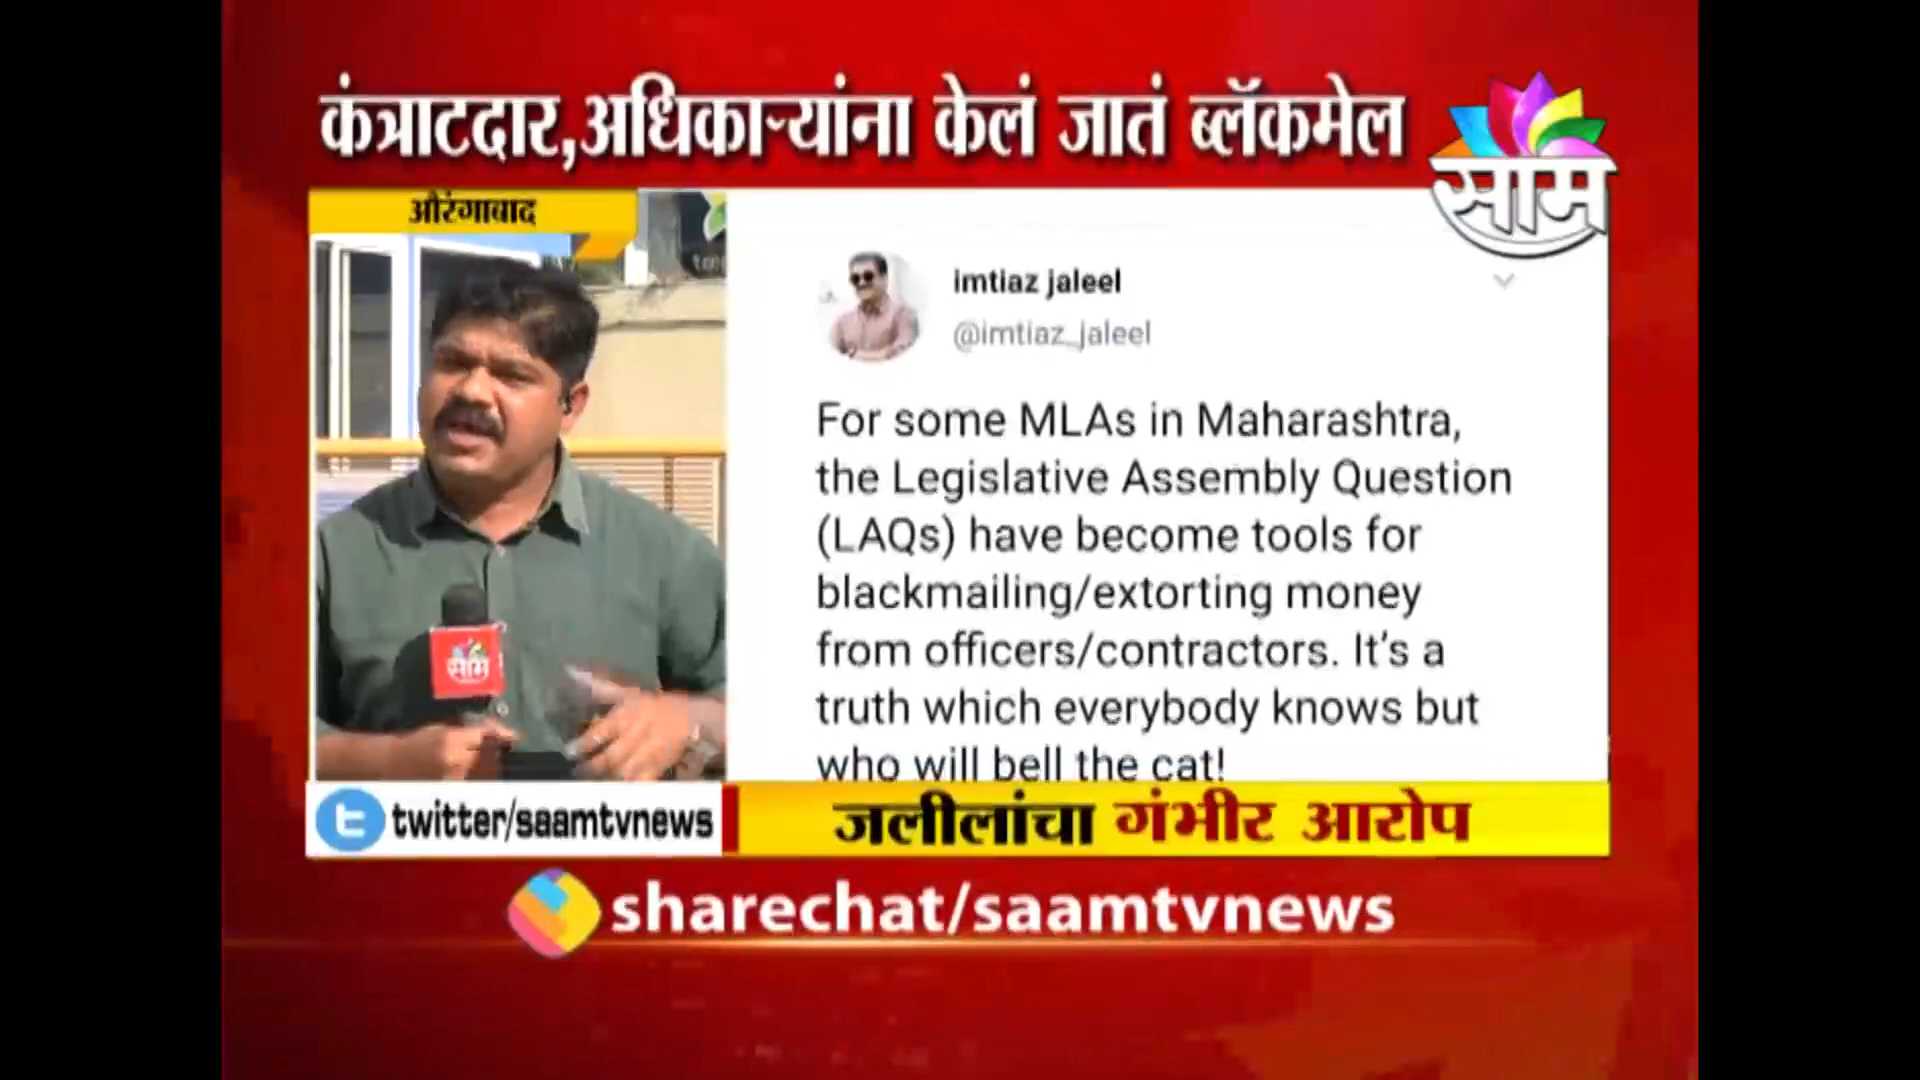 कंत्राटदार,अधिकाऱ्यांना केलं जातं ब्लॅकमेल
साम
औरंगाबाद
imtiaz jaleel
@imtiaz_jaleel
For some MLAs in Maharashtra,
the Legislative Assembly Question
(LAQs) have become tools for
blackmailing/extorting money
from officers/contractors. It's a
truth which everybody knows but
who will bell the cat!
साम
twitter/saamtvnews
जलीलांचा गंभीर आरोप
sharechat/saamtvnews